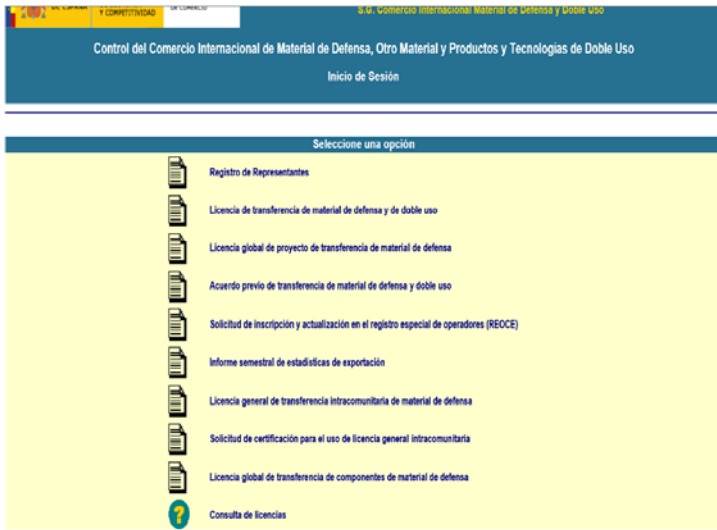 DE ESPAÑA
Y COMPETITIVIDAD
DE COMERCIO
S.G. Comercio Internacional Material de Defensa y Doble Uso
Control del Comercio Internacional de Material de Defensa, Otro Material y Productos y Tecnologías de Doble Uso
Inicio de Sesión
Seleccione una opción
Registro de Representantes
Licencia de transferencia de material de defensa y de doble uso
Licencia global de proyecto de transferencia de material de defensa
Acuerdo previo de transferencia de material de defensa y doble uso
Solicitud de inscripción y actualización en el registro especial de operadores (REOCE)
Informe semestral de estadísticas de exportación
Licencia general de transferencia intracomunitaria de material de defensa
Solicitud de certificación para el uso de licencia general intracomunitaria
Licencia global de transferencia de componentes de material de defensa
? Consulta de licencias